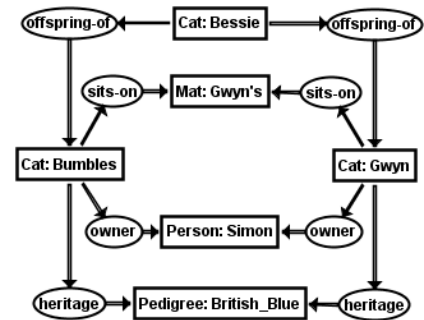 offspring-of
Cat: Bessie
offspring-of
sits-on
Mat: Gwyn's
sits-on
Cat: Bumbles
Cat: Gwyn
owner
Person: Simon
owner
heritage
Pedigree: British_Blue
heritage